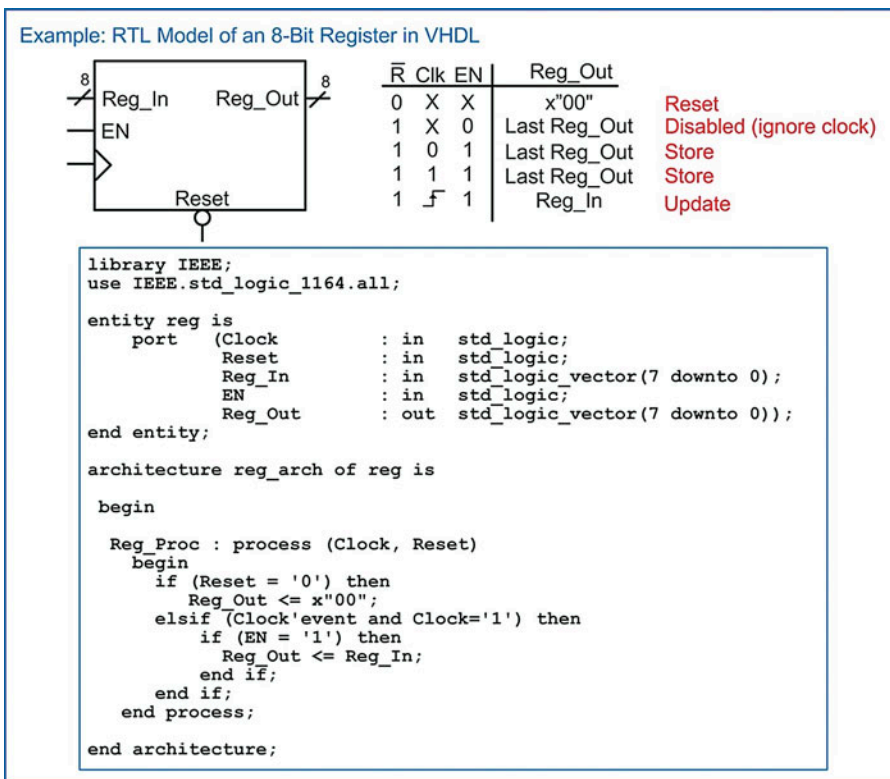 Example: RTL Model of an 8-Bit Register in VHDL
8
Reg_In
Reg_Out
8
EN
Reset
R̅ Clk EN Reg_Out
0 X X x"00" Reset
1 X 0 Last Reg_Out Disabled (ignore clock)
1 0 1 Last Reg_Out Store
1 1 1 Last Reg_Out Store
1 1 Reg_In Update
library IEEE;
use IEEE.std_logic_1164.all;
entity reg is
port (Clock : in std_logic;
Reset : in std_logic;
Reg_In : in std_logic_vector(7 downto 0);
EN : in std_logic;
Reg_Out : out std_logic_vector(7 downto 0));
end entity;
architecture reg_arch of reg is
begin
Reg_Proc : process (Clock, Reset)
begin
if (Reset = '0') then
Reg_Out <= x"00";
elsif (Clock'event and Clock='1') then
if (EN = '1') then
Reg_Out <= Reg_In;
end if;
end if;
end process;
end architecture;